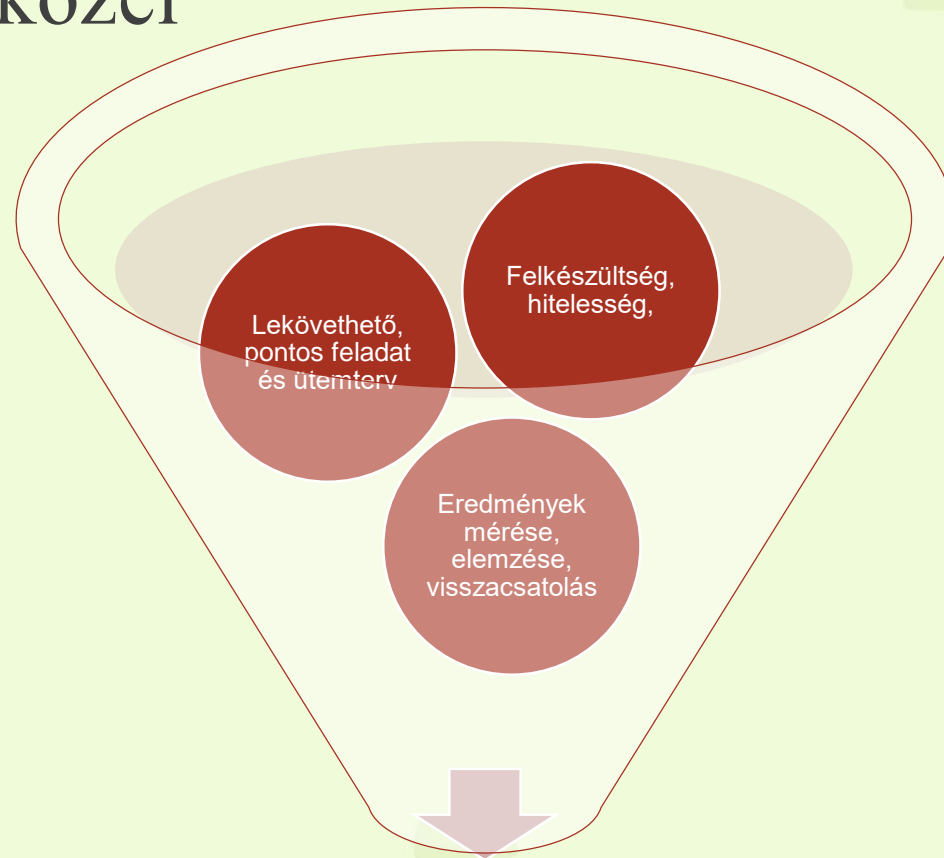 közei
Felkészültség,
hitelesség,
Lekövethető,
pontos feladat
és ütemterv
Eredmények
mérése,
elemzése,
visszacsatolás